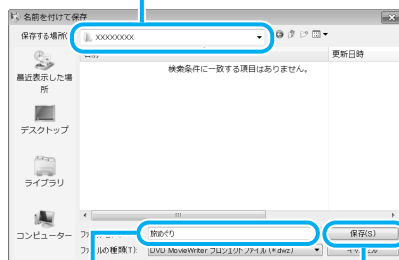 名前を付けて保存
保存する場所(
XXXXXXXX
更新日時
検索条件に一致する項目はありません。
最近表示した場所
デスクトップ
ライブラリ
コンピューター
旅めぐり
保存(S)
ファイルの種類(T):
DVD MovieWriter プロジェクトファイル (*.dwz)